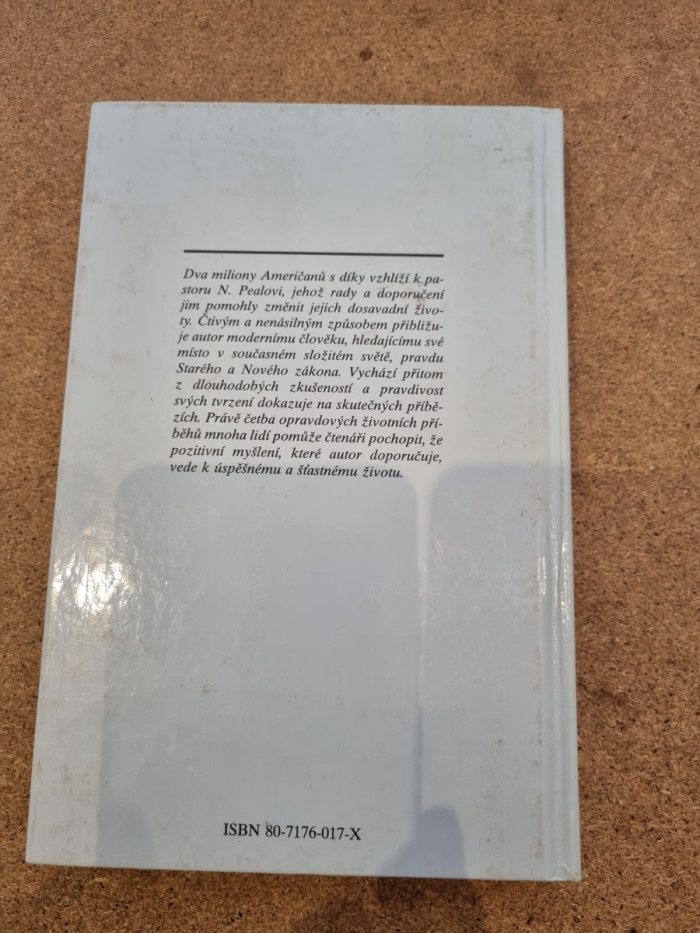 Dva miliony Američanů s díky vzhlíží k pa-
storu N. Pealovi, jehož rady a doporučení
jim pomohly změnit jejich dosavadní živo-
ty. Čtivým a nenásilným způsobem přibližu-
je autor modernímu člověku, hledajícímu své
místo v současném složitém světě, pravdu
Starého a Nového zákona. Vychází přitom
z dlouhodobých zkušeností a pravdivost
svých tvrzení dokazuje na skutečných příbě-
zích. Právě četba opravdových životních pří-
běhů mnoha lidí pomůže čtenáři pochopit, že
pozitivní myšlení, které autor doporučuje,
vede k úspěšnému a šťastnému životu.
ISBN 80-7176-017-X